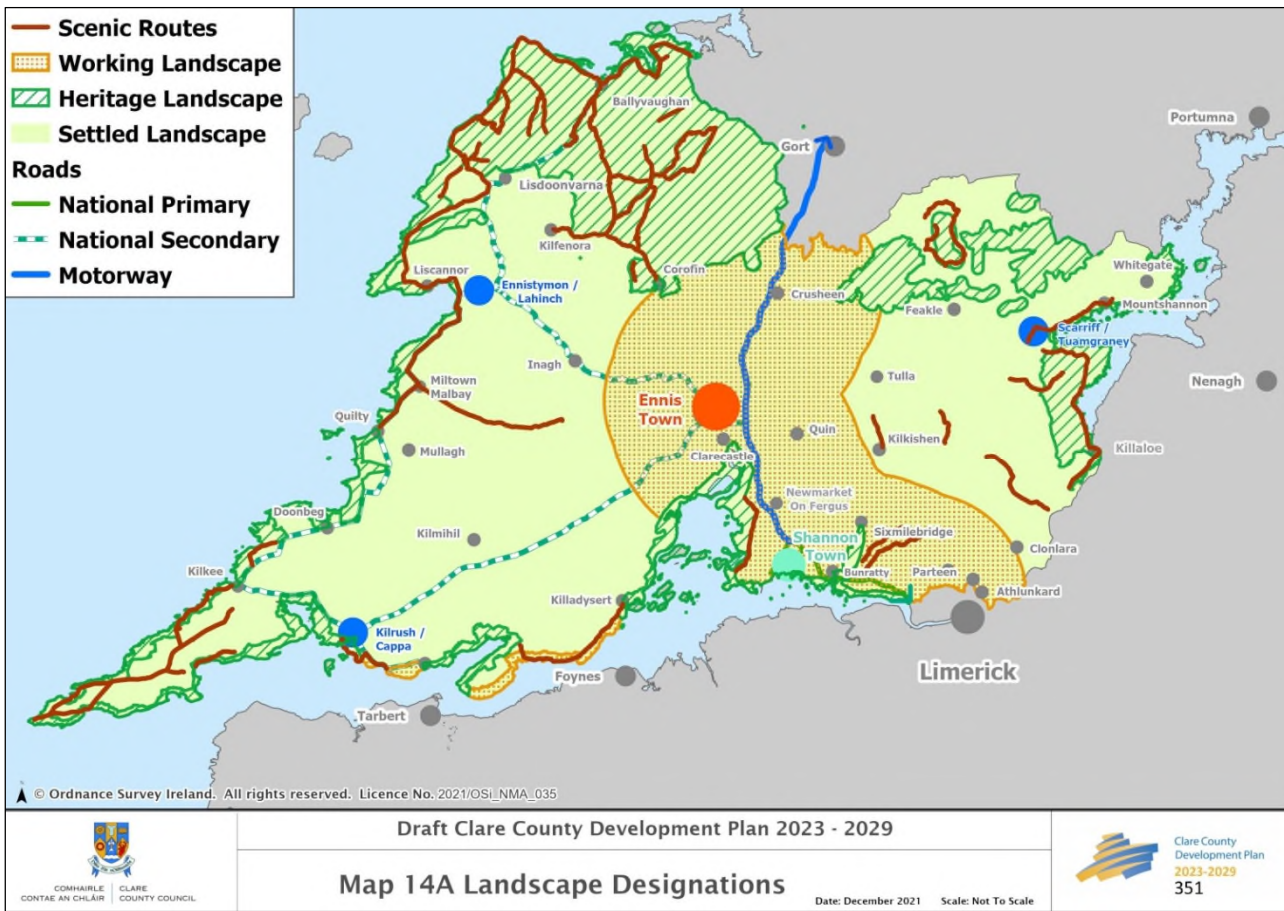 Scenic Routes
Working Landscape
Heritage Landscape
Settled Landscape
Roads
National Primary
National Secondary
Motorway
Ballyvaughan
Portumna
Gort
Lisdoonvarna
Kilfenora
Liscannor
Ennistymon /
Lahinch
Corofin
Crusheen
Whitegate
Mountshannon
Feakle
Scarriff /
Tuamgraney
Inagh
Miltown
Malbay
Tulla
Nenagh
Ennis
Town
Quilty
Mullagh
Quin
Kilkishen
Killaloe
Clarecastle
Doonbeg
Newmarket
On Fergus
Kilmihil
Sixmilebridge
Shannon
Town
Clonlara
Kilkee
Bunratty
Parteen
Athlunkard
Killadysert
Kilrush /
Cappa
Foynes
Limerick
Tarbert
© Ordnance Survey Ireland. All rights reserved. Licence No. 2021/OSi_NMA_035
COMHAIRLE
CONTAE AN CHLÁIR
CLARE
COUNTY COUNCIL
Draft Clare County Development Plan 2023 - 2029
Map 14A Landscape Designations
Date: December 2021 Scale: Not To Scale
Clare County
Development Plan
2023-2029
351